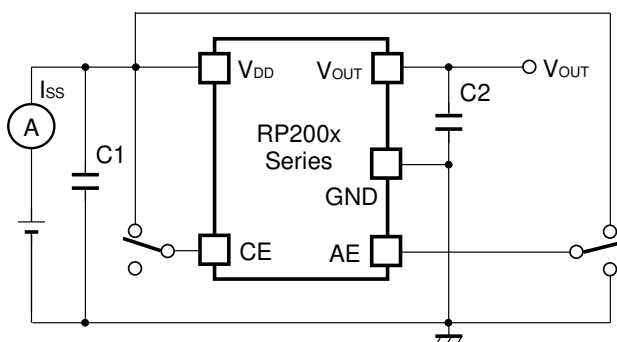 VDD
VOUT
VOUT
ISS
A
C1
C2
RP200x
Series
GND
CE
AE